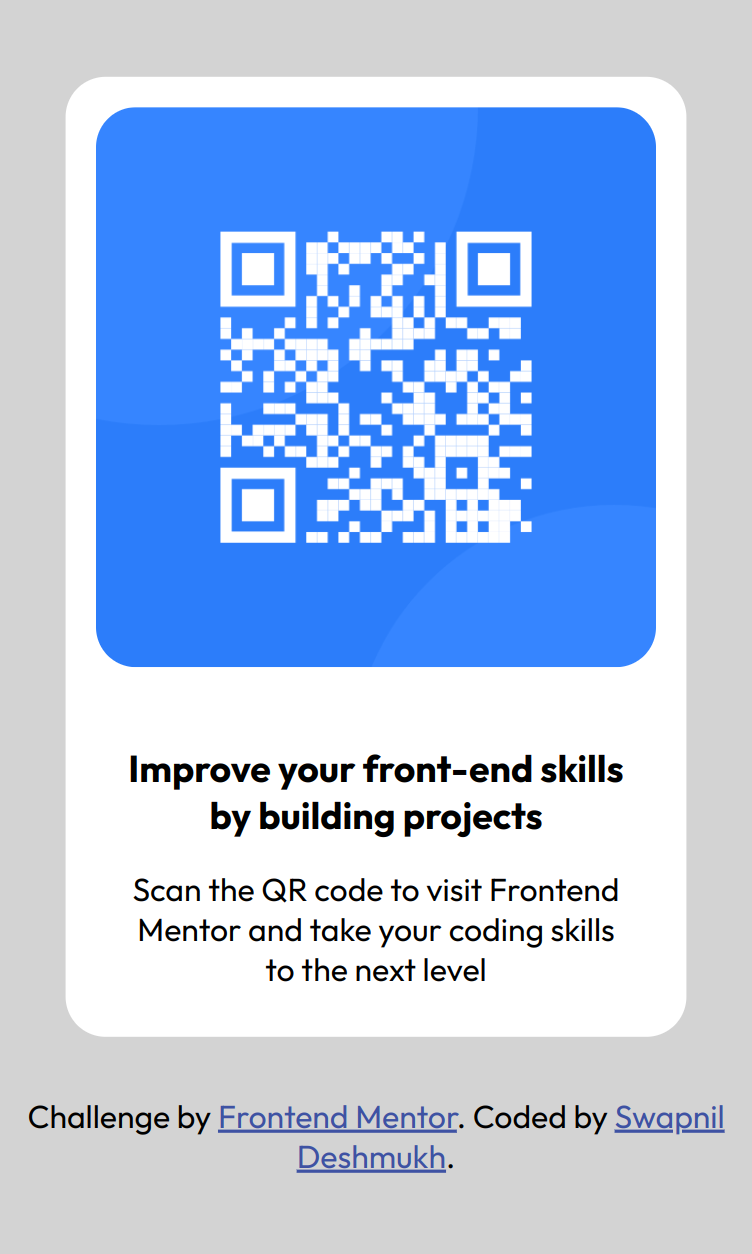 Improve your front-end skills
by building projects
Scan the QR code to visit Frontend
Mentor and take your coding skills
to the next level
Challenge by Frontend Mentor. Coded by Swapnil
Deshmukh.